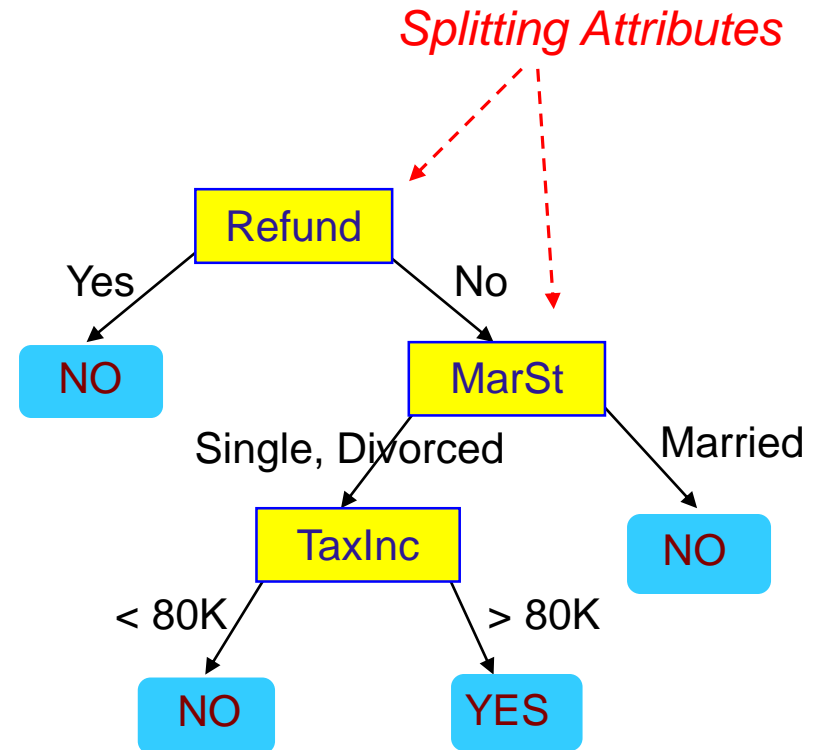 Splitting Attributes
Refund
Yes
No
NO
MarSt
Single, Divorced
Married
TaxInc
NO
< 80K
> 80K
NO
YES